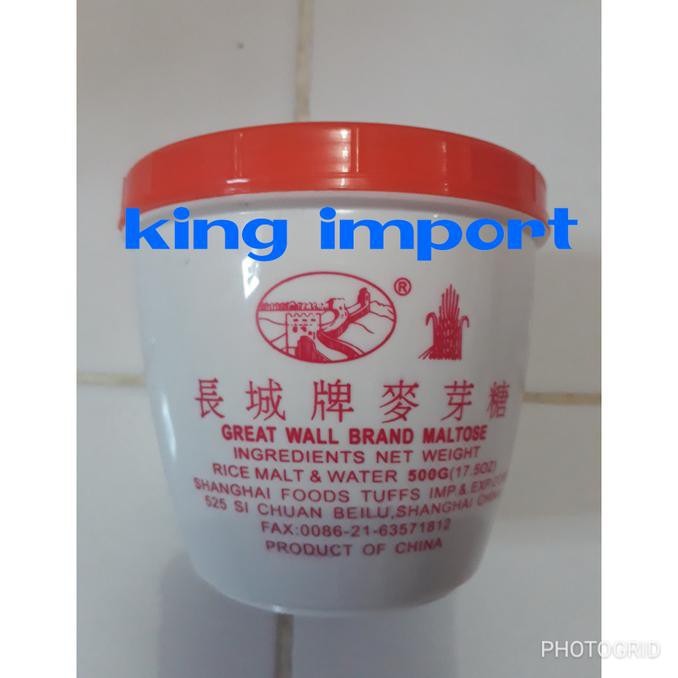 king import
®
長城牌麥芽糖
GREAT WALL BRAND MALTOSE
INGREDIENTS NET WEIGHT
RICE MALT & WATER 500G(17.5OZ)
SHANGHAI FOODS TUFFS IMP.& EXP.CO
525 SI CHUAN BEILU,SHANGHAI CHINA
FAX:0086-21-63571812
PRODUCT OF CHINA
PHOTOGRID